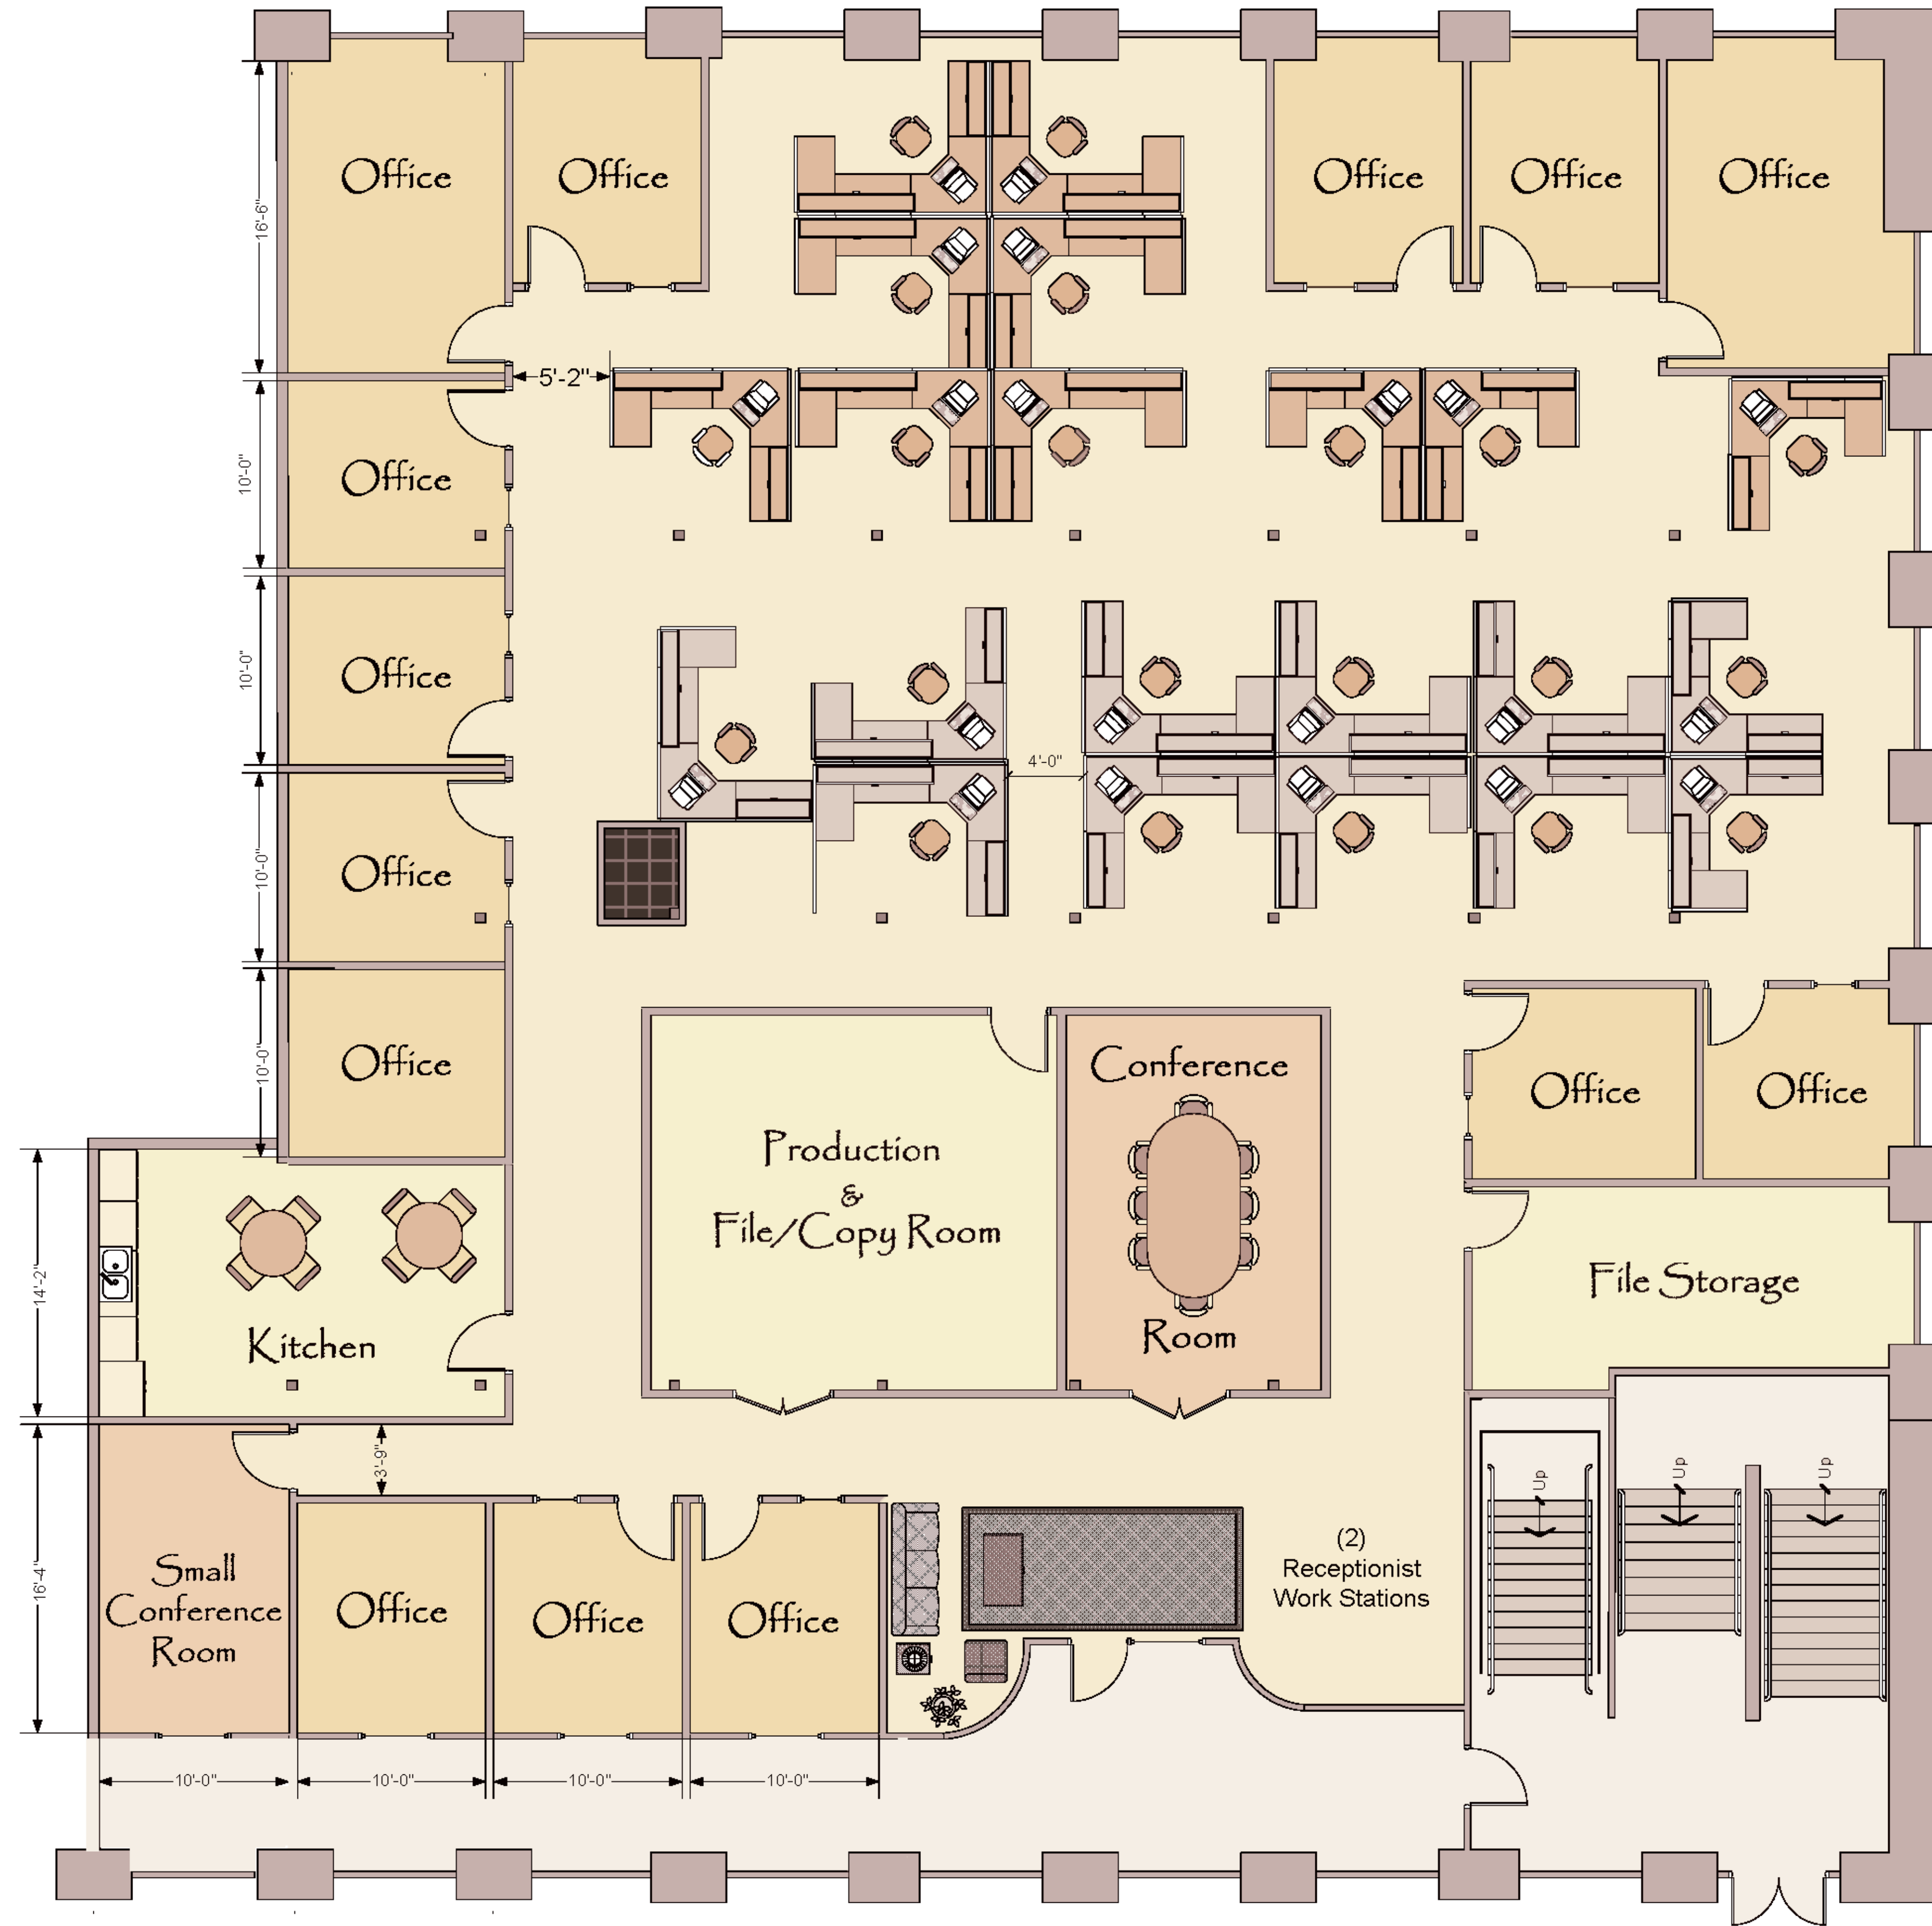 Office
Office
Office
Office
Office
16'-6"
5'-2"
10'-0"
Office
10'-0"
Office
4'-0"
10'-0"
Office
10'-0"
Office
Conference
Room
Office
Office
Production
&
File/Copy Room
File Storage
14'-2"
Kitchen
3'-9"
Up
Up
Up
16'-4"
Small
Conference
Room
Office
Office
Office
(2)
Receptionist
Work Stations
10'-0"
10'-0"
10'-0"
10'-0"